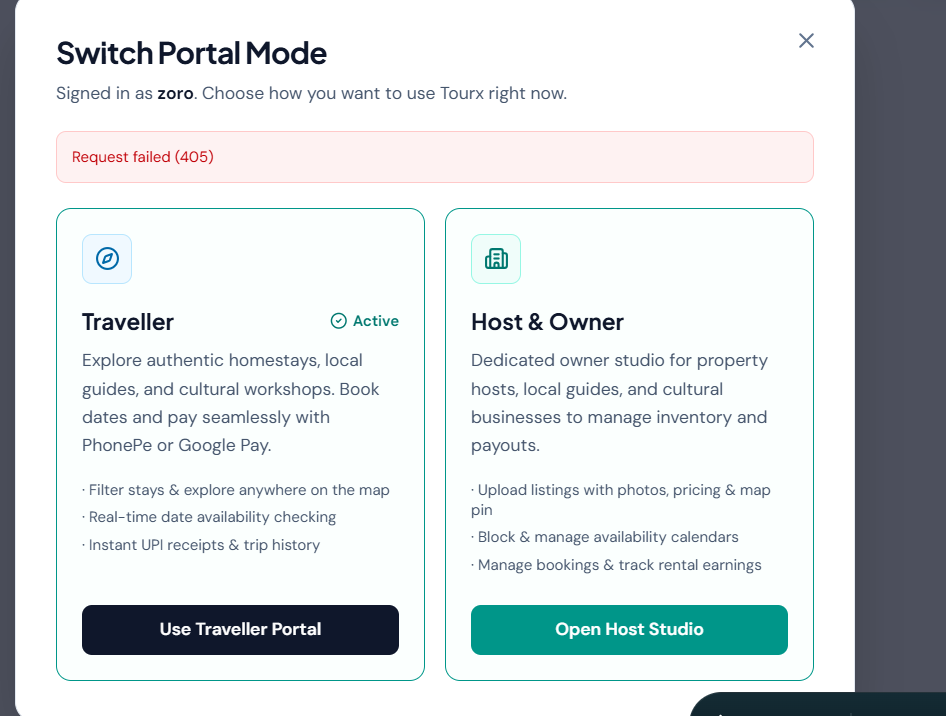 Switch Portal Mode
Signed in as zoro. Choose how you want to use Tourx right now.
Request failed (405)
Traveller
Active
Explore authentic homestays, local
guides, and cultural workshops. Book
dates and pay seamlessly with
PhonePe or Google Pay.
· Filter stays & explore anywhere on the map
· Real-time date availability checking
· Instant UPI receipts & trip history
Use Traveller Portal
Host & Owner
Dedicated owner studio for property
hosts, local guides, and cultural
businesses to manage inventory and
payouts.
· Upload listings with photos, pricing & map
pin
· Block & manage availability calendars
· Manage bookings & track rental earnings
Open Host Studio